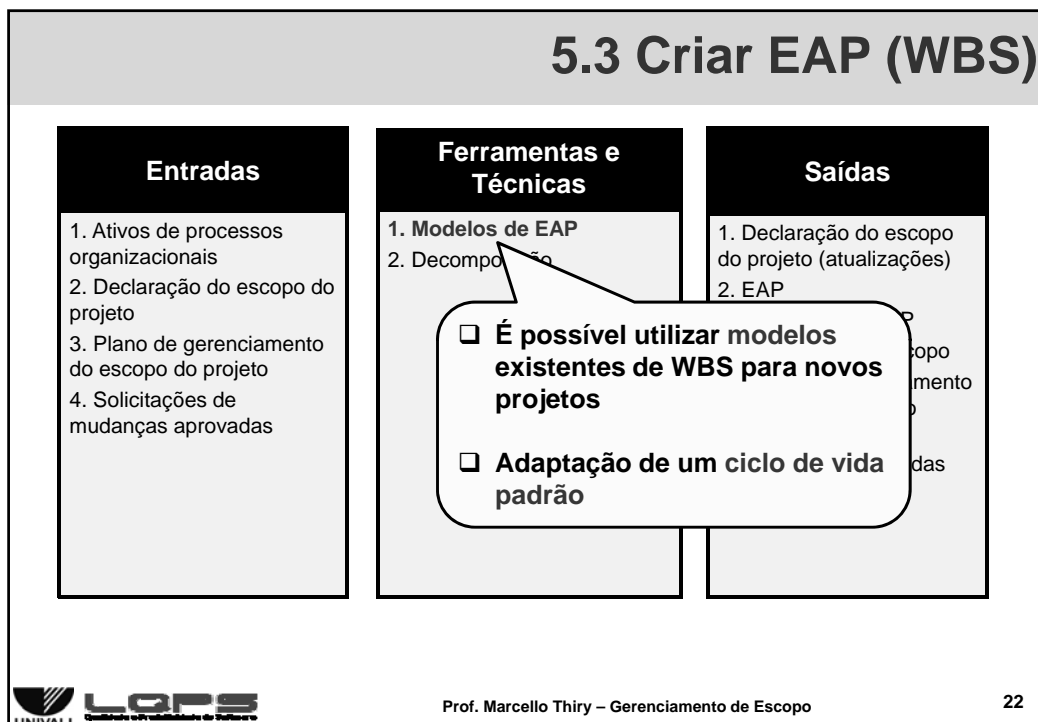 5.3 Criar EAP (WBS)
Entradas
1. Ativos de processos
organizacionais
2. Declaração do escopo do
projeto
3. Plano de gerenciamento
do escopo do projeto
4. Solicitações de
mudanças aprovadas
Ferramentas e
Técnicas
1. Modelos de EAP
2. Decomposição
❑ É possível utilizar modelos
existentes de WBS para novos
projetos
❑ Adaptação de um ciclo de vida
padrão
Saídas
1. Declaração do escopo
do projeto (atualizações)
2. EAP
UNIVALI
LQPS
Prof. Marcello Thiry – Gerenciamento de Escopo
22